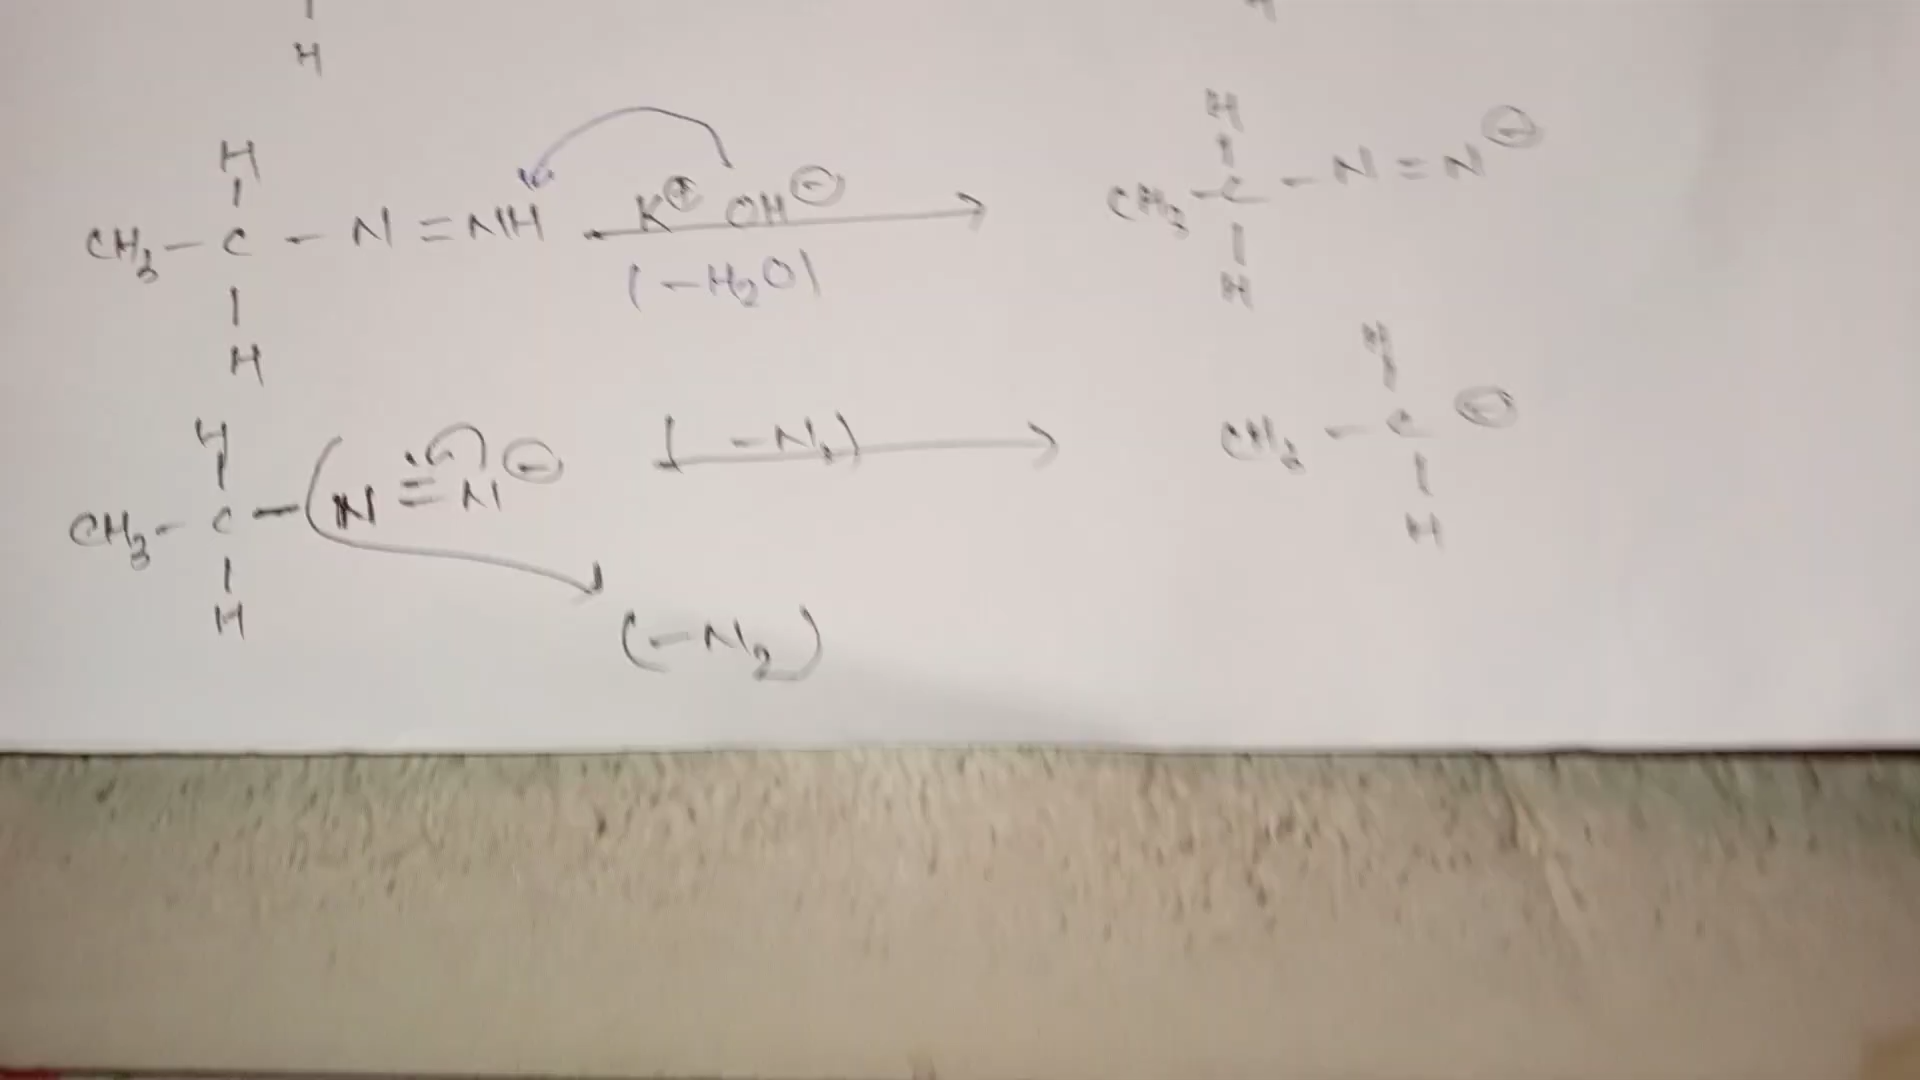 H
H
H
CH3 - C - N = NH K⊕ OH⊖ CH3 - C - N = N⊖
(-H2O)
H
H
H
H
CH3 - C - (N = N⊖ (-N2) CH3 - C ⊖
H
H
(-N2)